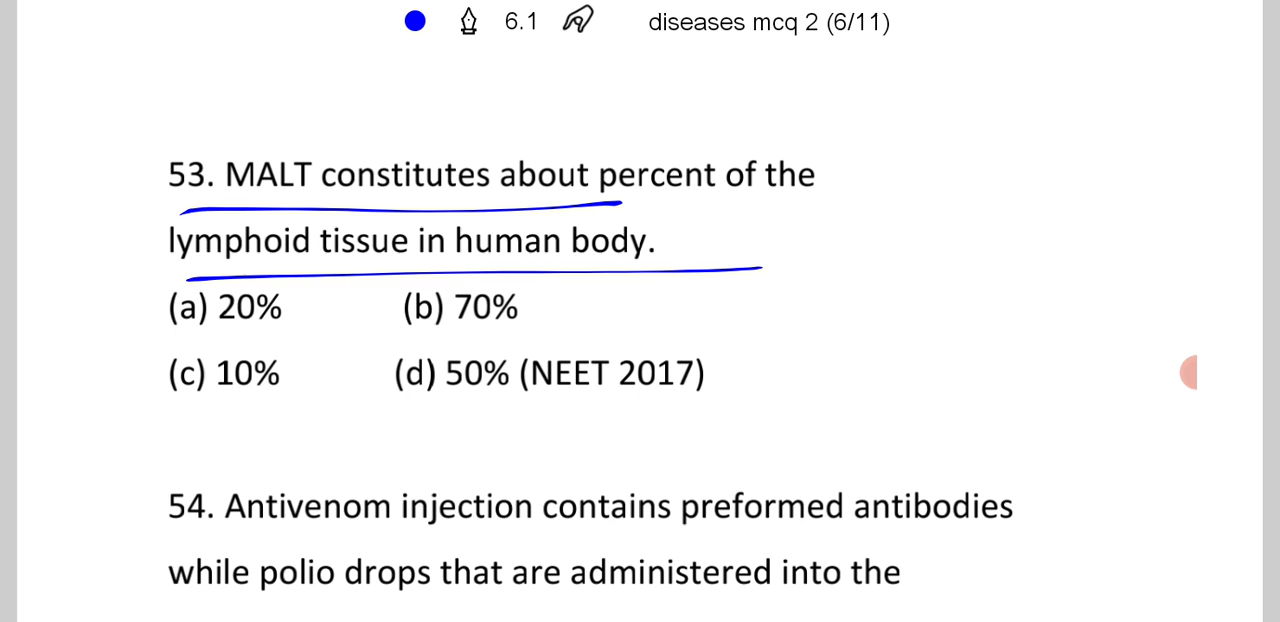 6.1 diseases mcq 2 (6/11)
53. MALT constitutes about percent of the
lymphoid tissue in human body.
(a) 20% (b) 70%
(c) 10% (d) 50% (NEET 2017)
54. Antivenom injection contains preformed antibodies
while polio drops that are administered into the